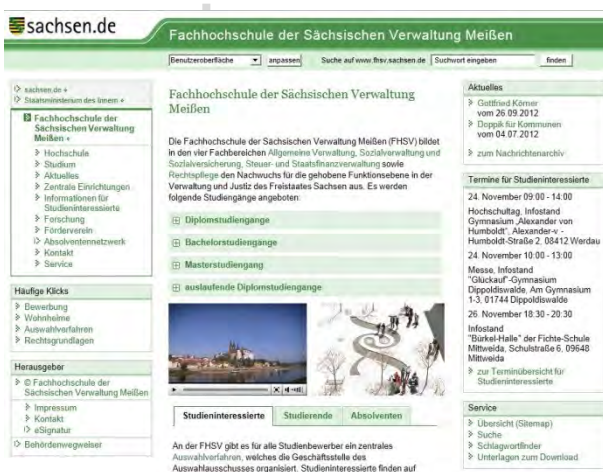 sachsen.de
Fachhochschule der Sächsischen Verwaltung Meißen
Benutzeroberfläche
anpassen
Suche auf www.fhsv.sachsen.de
Suchwort eingeben
finden
sachsen.de +
Staatsministerium des Innern +
Fachhochschule der
Sächsischen Verwaltung
Meißen +
Hochschule
Studium
Aktuelles
Zentrale Einrichtungen
Informationen für
Studieninteressierte
Forschung
Förderverein
Absolventennetzwerk
Kontakt
Service
Häufige Klicks
Bewerbung
Wohnheime
Auswahlverfahren
Rechtsgrundlagen
Herausgeber
© Fachhochschule der
Sächsischen Verwaltung Meißen
Impressum
Kontakt
eSignatur
Behördenwegweiser
Fachhochschule der Sächsischen Verwaltung
Meißen
Die Fachhochschule der Sächsischen Verwaltung Meißen (FHSV) bildet
in den vier Fachbereichen Allgemeine Verwaltung, Sozialverwaltung und
Sozialversicherung, Steuer- und Staatsfinanzverwaltung sowie
Rechtspflege den Nachwuchs für die gehobene Funktionsebene in der
Verwaltung und Justiz des Freistaates Sachsen aus. Es werden
folgende Studiengänge angeboten:
Diplomstudiengänge
Bachelorstudiengänge
Masterstudiengang
auslaufende Diplomstudiengänge
Studieninteressierte
Studierende
Absolventen
An der FHSV gibt es für alle Studienbewerber ein zentrales
Auswahlverfahren, welches die Geschäftsstelle des
Auswahlausschusses organisiert. Studieninteressierte finden auf
Aktuelles
Gottfried Körner
vom 26.09.2012
Doppik für Kommunen
vom 04.07.2012
zum Nachrichtenarchiv
Termine für Studieninteressierte
24. November 09:00 - 14:00
Hochschultag, Infostand
Gymnasium „Alexander von
Humboldt", Alexander-v.-
Humboldt-Straße 2, 08412 Werdau
24. November 10:00 - 13:00
Messe, Infostand
"Glückauf"-Gymnasium
Dippoldiswalde, Am Gymnasium
1-3, 01744 Dippoldiswalde
26. November 18:30 - 20:30
Infostand
"Bürkel-Halle" der Fichte-Schule
Mittweida, Schulstraße 6, 09648
Mittweida
zur Terminübersicht für
Studieninteressierte
Service
Übersicht (Sitemap)
Suche
Schlagwortfinder
Unterlagen zum Download